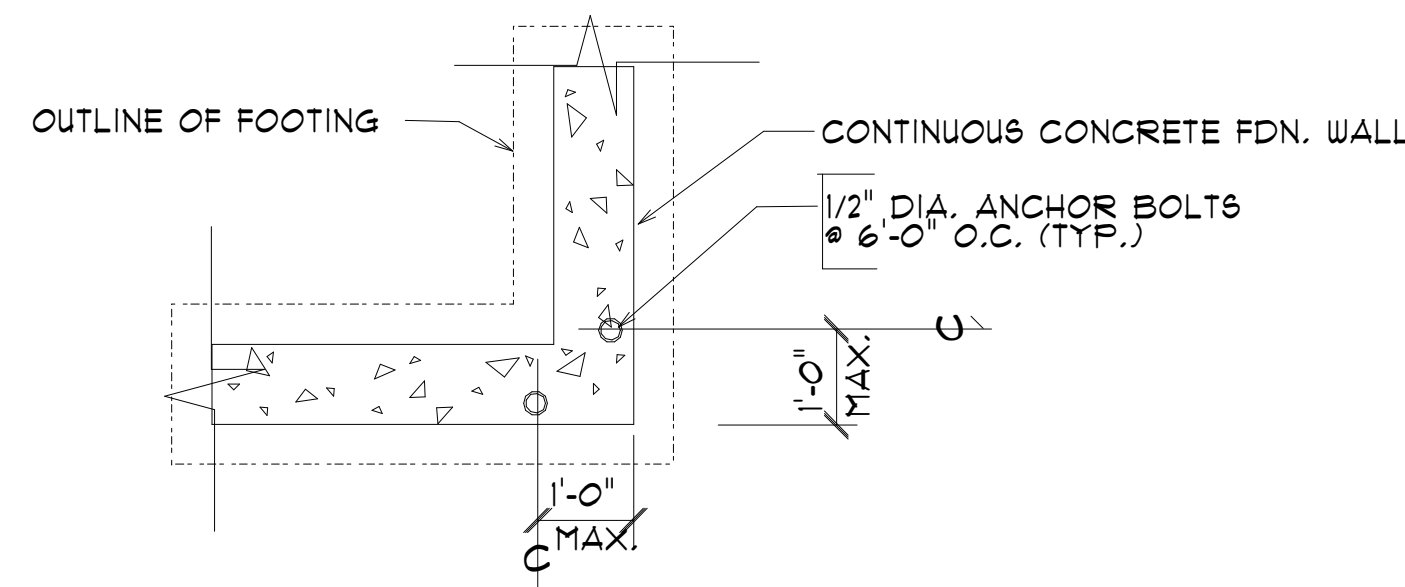 OUTLINE OF FOOTING
CONTINUOUS CONCRETE FDN. WALL
1/2" DIA. ANCHOR BOLTS
@ 6'-0" O.C. (TYP.)
C
1'-0"
MAX.
1'-0"
MAX.
C